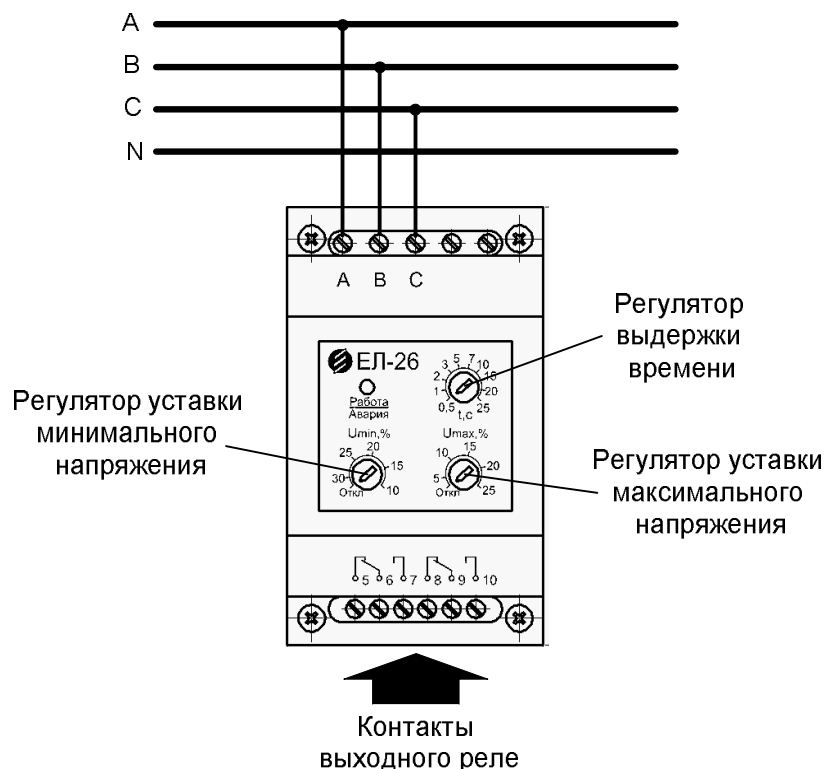 A
B
C
N
A B C
ЕЛ-26
Работа
Авария
0,5 1 2 3 5 7 10 15 20 25
t,c
Umin,%
Откл 30 25 20 15 10
Umax,%
Откл 5 10 15 20 25
5 6 7 8 9 10
Регулятор
выдержки
времени
Регулятор уставки
минимального
напряжения
Регулятор уставки
максимального
напряжения
Контакты
выходного реле